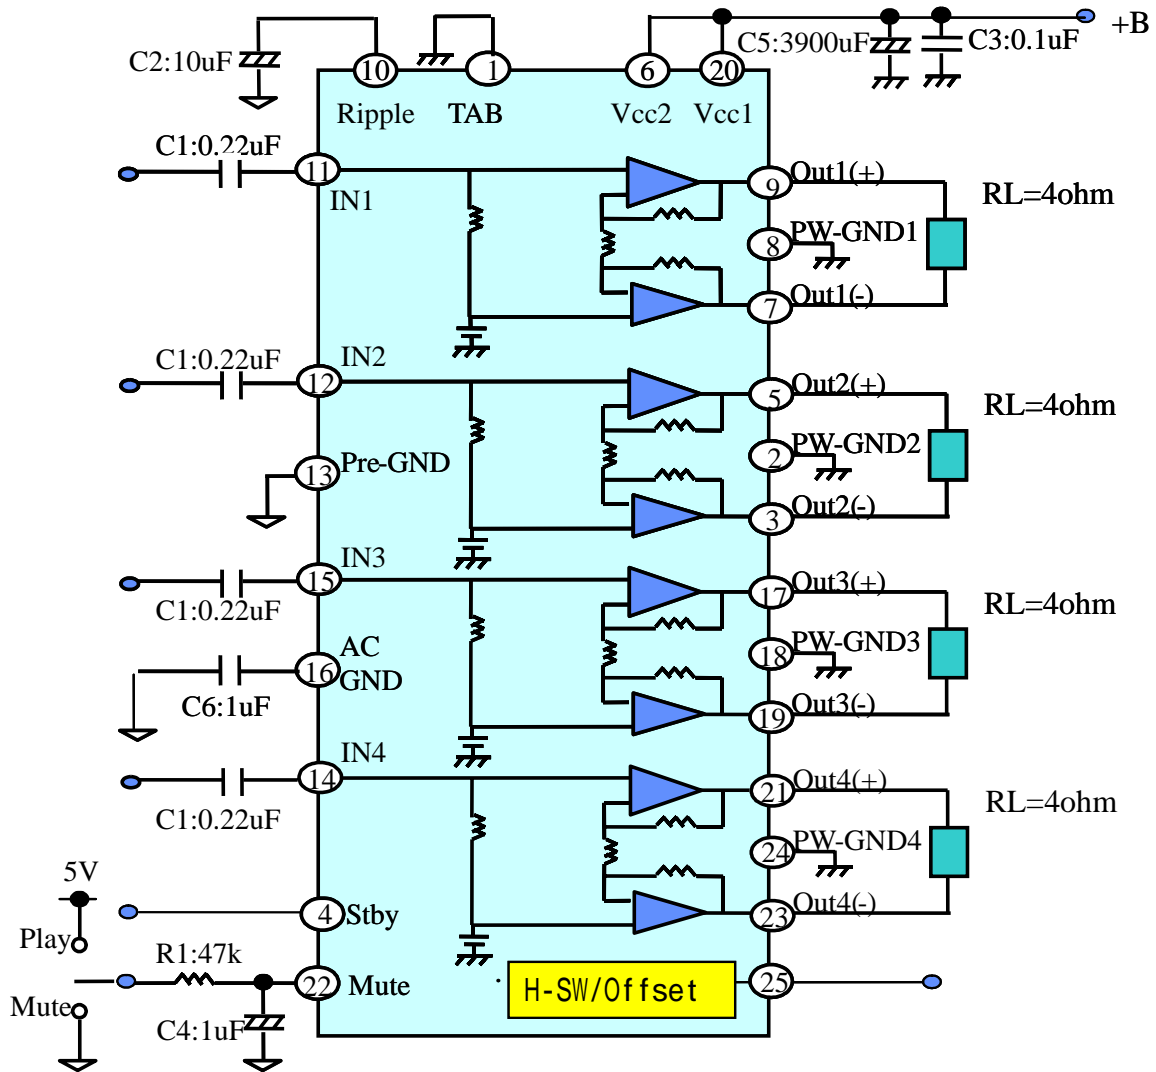 +B
C5:3900uF
C3:0.1uF
C2:10uF
10
1
6
20
Ripple
TAB
Vcc2
Vcc1
C1:0.22uF
11
IN1
9
Out1(+)
RL=4ohm
8
PW-GND1
7
Out1(-)
C1:0.22uF
12
IN2
5
Out2(+)
RL=4ohm
13
Pre-GND
2
PW-GND2
3
Out2(-)
15
IN3
C1:0.22uF
17
Out3(+)
RL=4ohm
16
AC
GND
C6:1uF
18
PW-GND3
19
Out3(-)
14
IN4
C1:0.22uF
21
Out4(+)
RL=4ohm
24
PW-GND4
5V
4
Stby
23
Out4(-)
Play
R1:47k
22
Mute
H-SW/Offset
25
Mute
C4:1uF